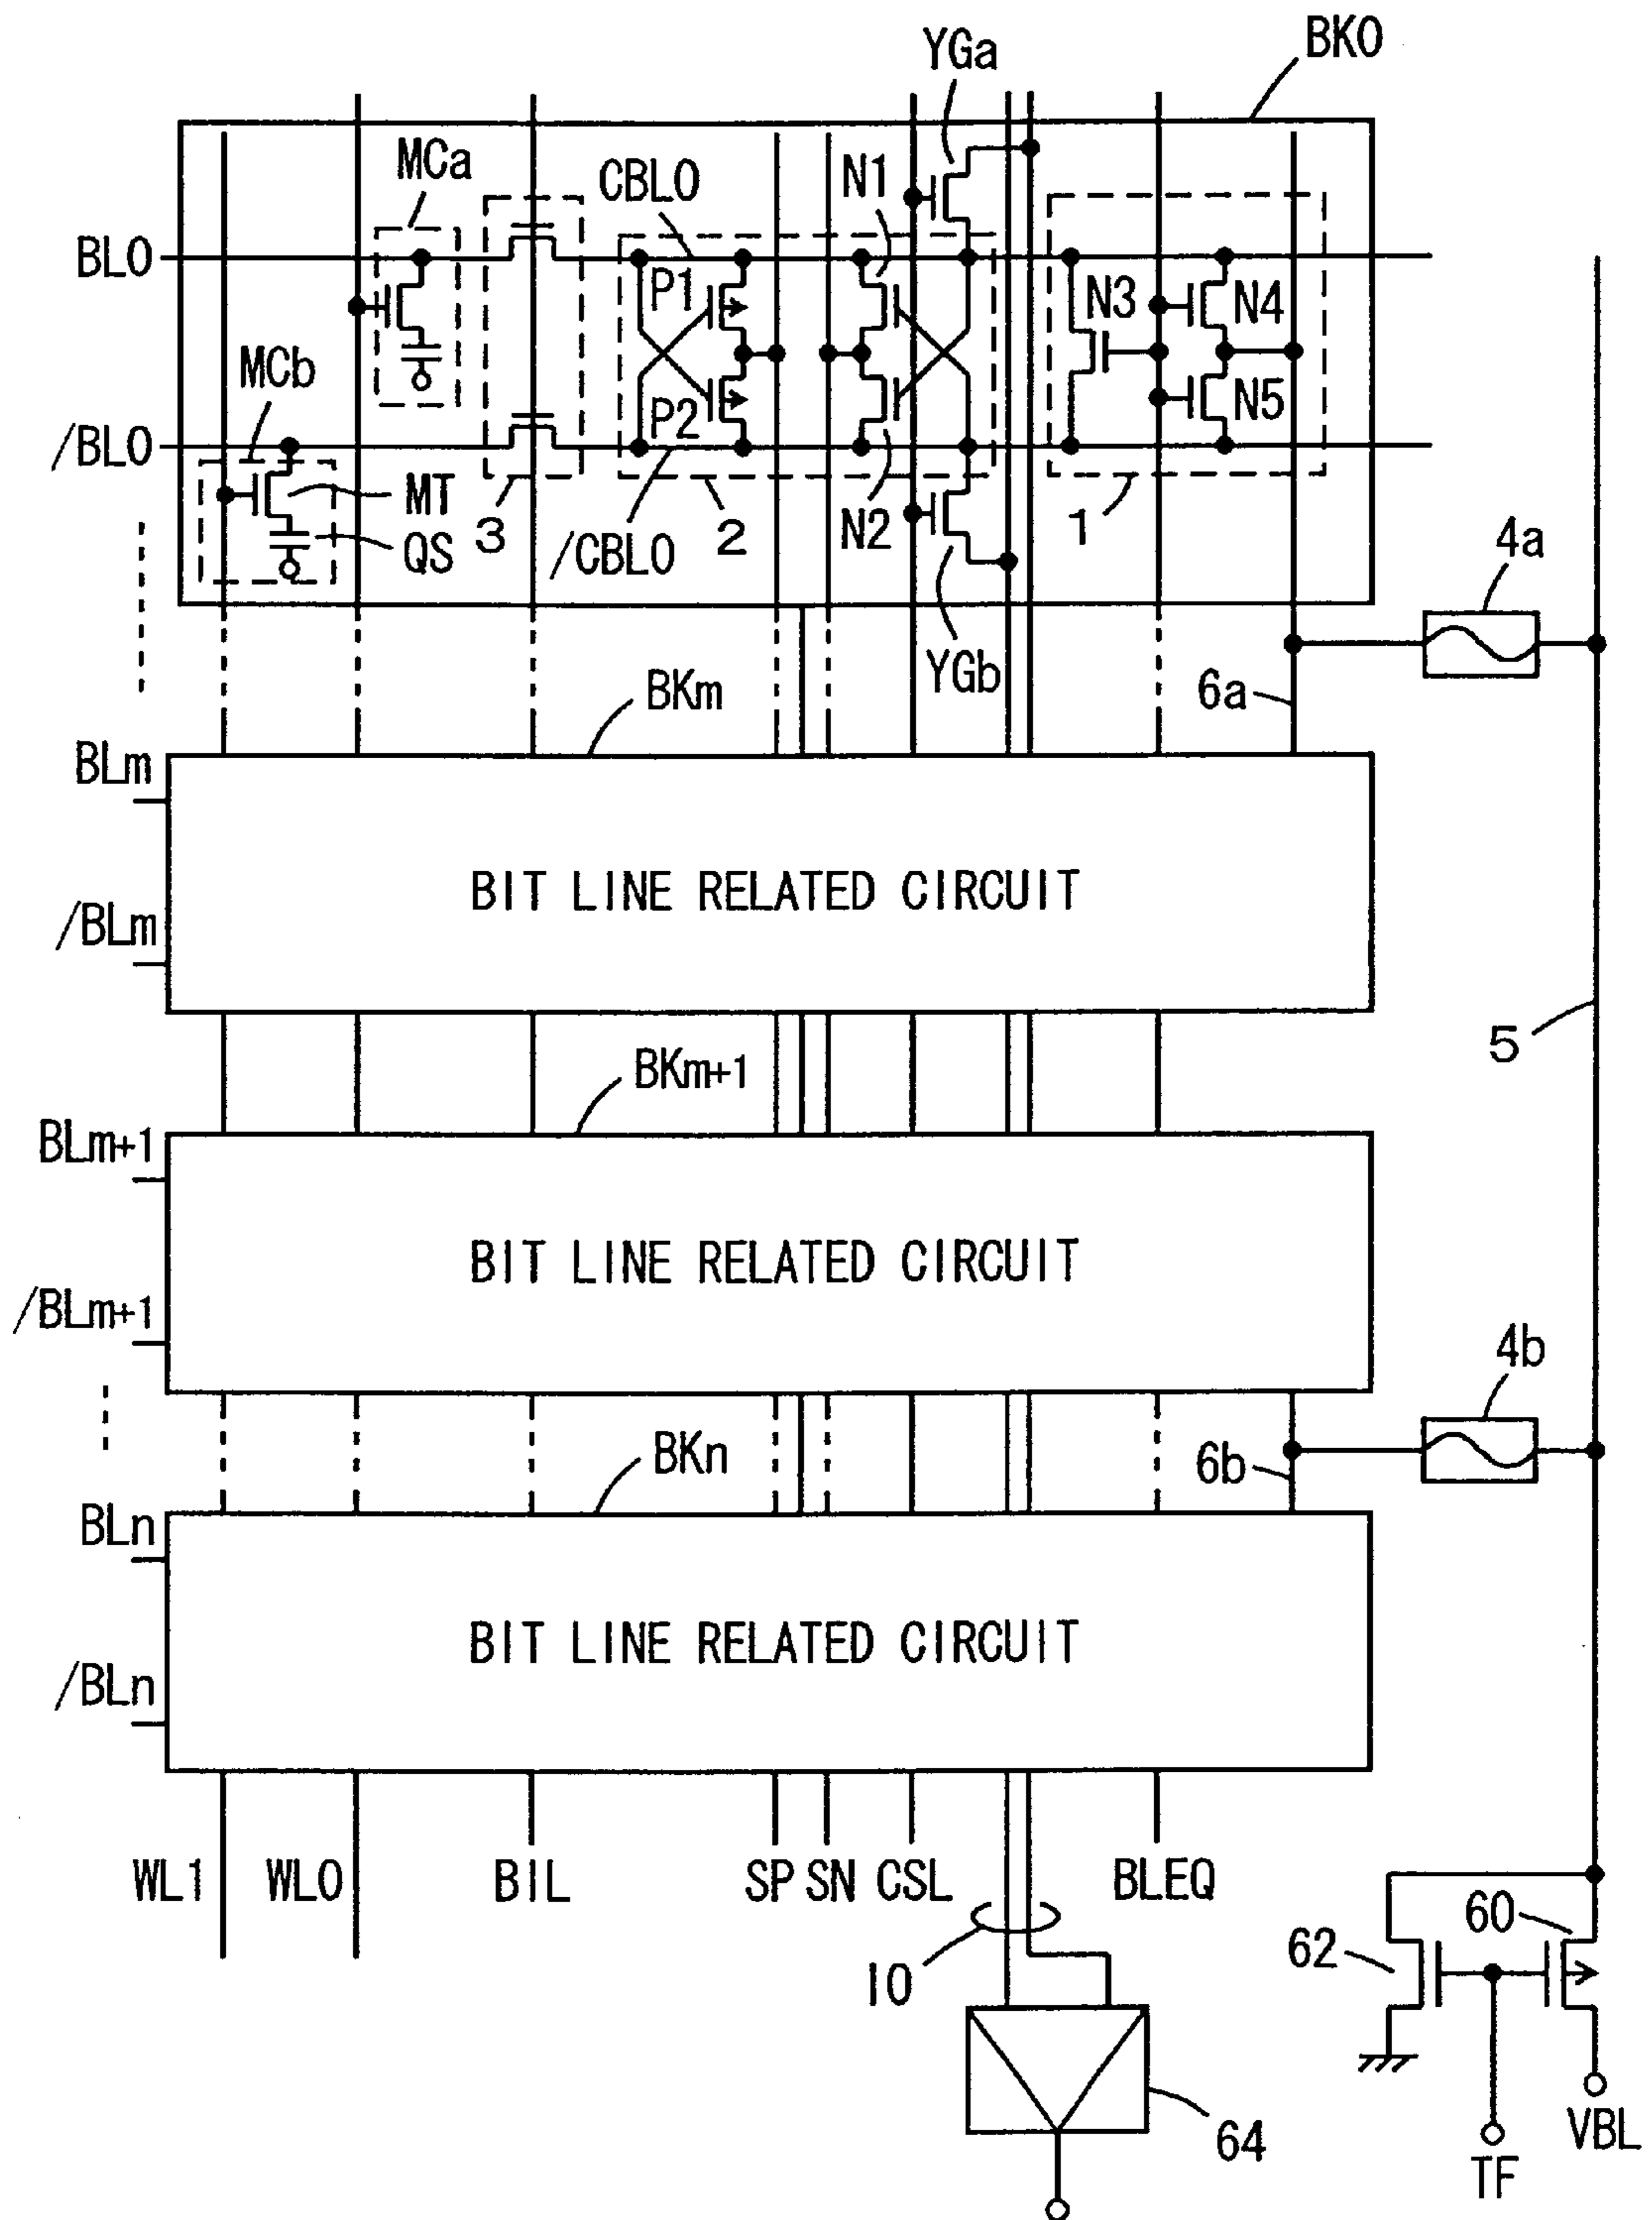 YGa
BK0
MCa
CBL0
N1
BL0
P1
N3
N4
MCb
P2
N5
/BL0
MT
3
2
N2
1
QS
/CBL0
4a
YGb
BKm
6a
BLm
BIT LINE RELATED CIRCUIT
/BLm
5
BKm+1
BLm+1
BIT LINE RELATED CIRCUIT
/BLm+1
4b
BKn
6b
BLn
BIT LINE RELATED CIRCUIT
/BLn
WL1
WL0
BIL
SP
SN
CSL
BLEQ
60
62
IO
64
VBL
TF